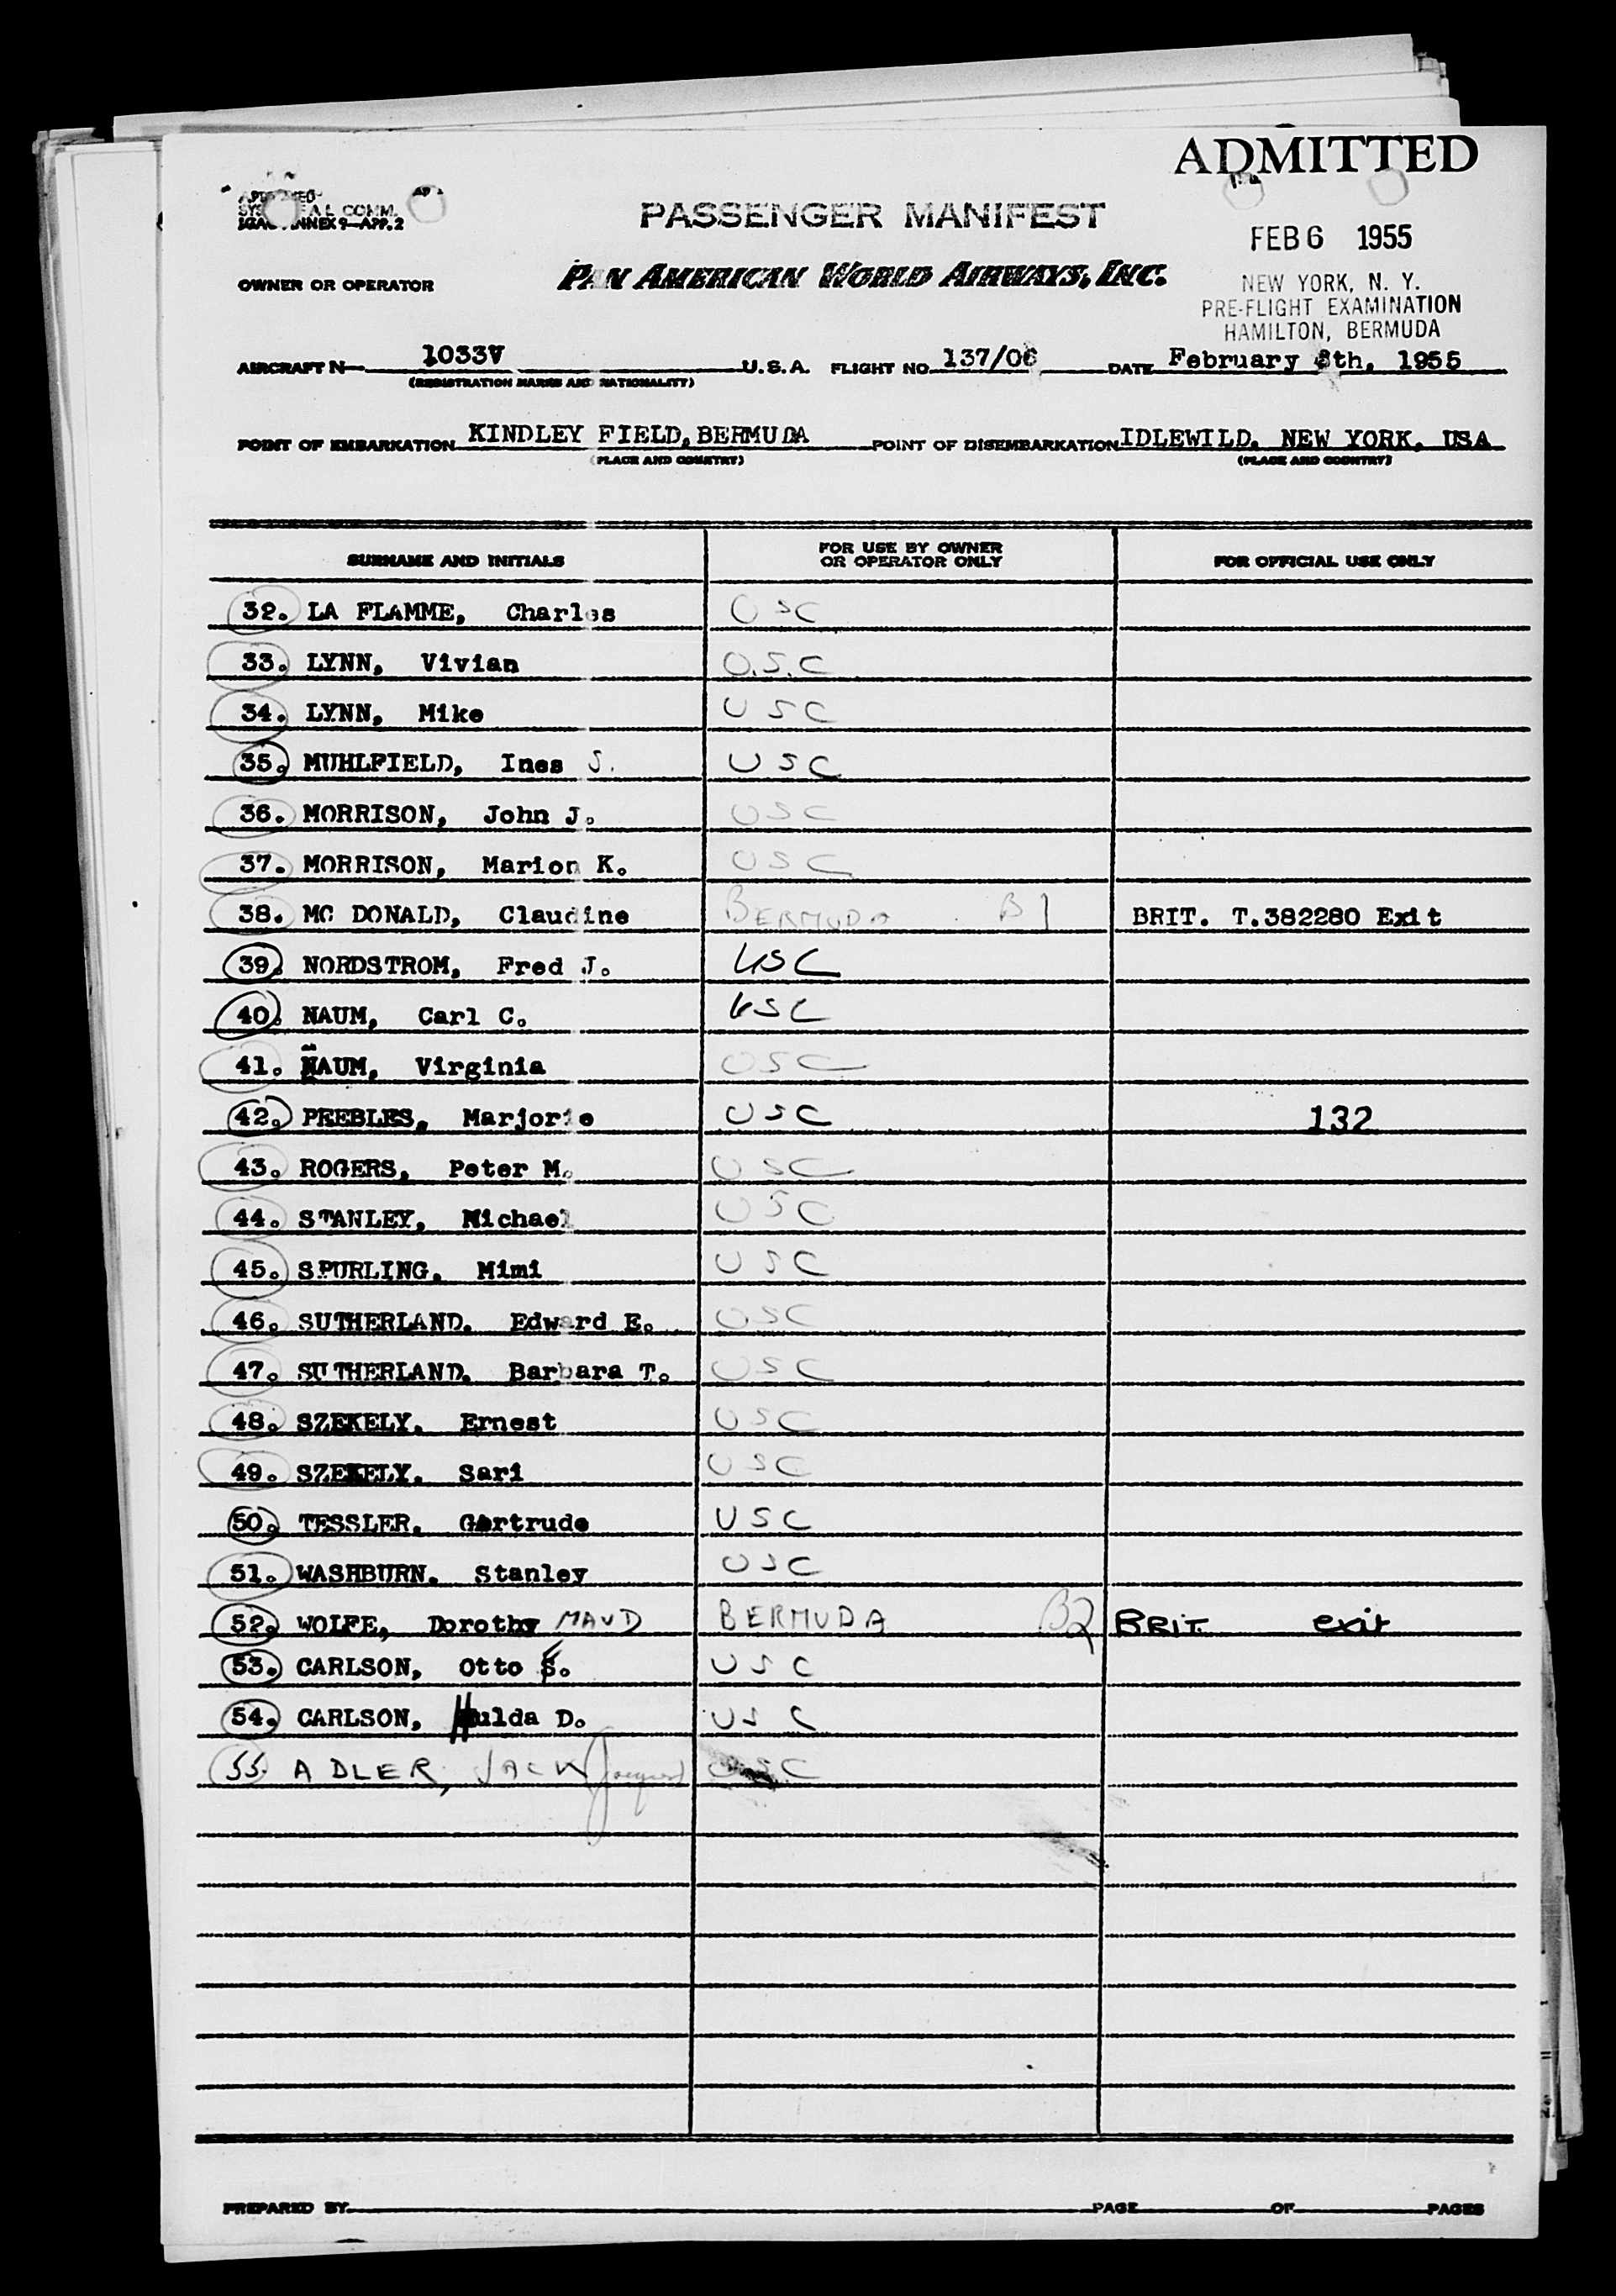 ADMITTED
COMM.
ANNEX 9—APP. 2
PASSENGER MANIFEST
FEB 6 1955
OWNER OR OPERATOR PAN AMERICAN WORLD AIRWAYS, INC.
NEW YORK, N. Y.
PRE-FLIGHT EXAMINATION
HAMILTON, BERMUDA
AIRCRAFT N 1033V U.S.A. FLIGHT NO. 137/06 DATE February 6th, 1955
(REGISTRATION MARKS AND NATIONALITY)
POINT OF EMBARKATION KINDLEY FIELD, BERMUDA POINT OF DISEMBARKATION IDLEWILD, NEW YORK, USA
(PLACE AND COUNTRY) (PLACE AND COUNTRY)
SURNAME AND INITIALS FOR USE BY OWNER OR OPERATOR ONLY FOR OFFICIAL USE ONLY
32. LA FLAMME, Charles USC
33. LYNN, Vivian U.S.C
34. LYNN, Mike USC
35. MUHLFIELD, Ines S. USC
36. MORRISON, John J. USC
37. MORRISON, Marion K. USC
38. MC DONALD, Claudine BERMUDA B1 BRIT. T.382280 Exit
39. NORDSTROM, Fred J. USC
40. NAUM, Carl C. USC
41. NAUM, Virginia USC
42. PEEBLES, Marjorie USC 132
43. ROGERS, Peter M. USC
44. STANLEY, Michael USC
45. SPURLING, Mimi USC
46. SUTHERLAND, Edward E. USC
47. SUTHERLAND, Barbara T. USC
48. SZEKELY, Ernest USC
49. SZEKELY, Sari USC
50. TESSLER, Gertrude USC
51. WASHBURN, Stanley USC
52. WOLFE, Dorothy MAUD BERMUDA B2 BRIT. exit
53. CARLSON, Otto S. USC
54. CARLSON, Hulda D. USC
55. ADLER, JACK (Jacques) USC
PREPARED BY PAGE OF PAGES